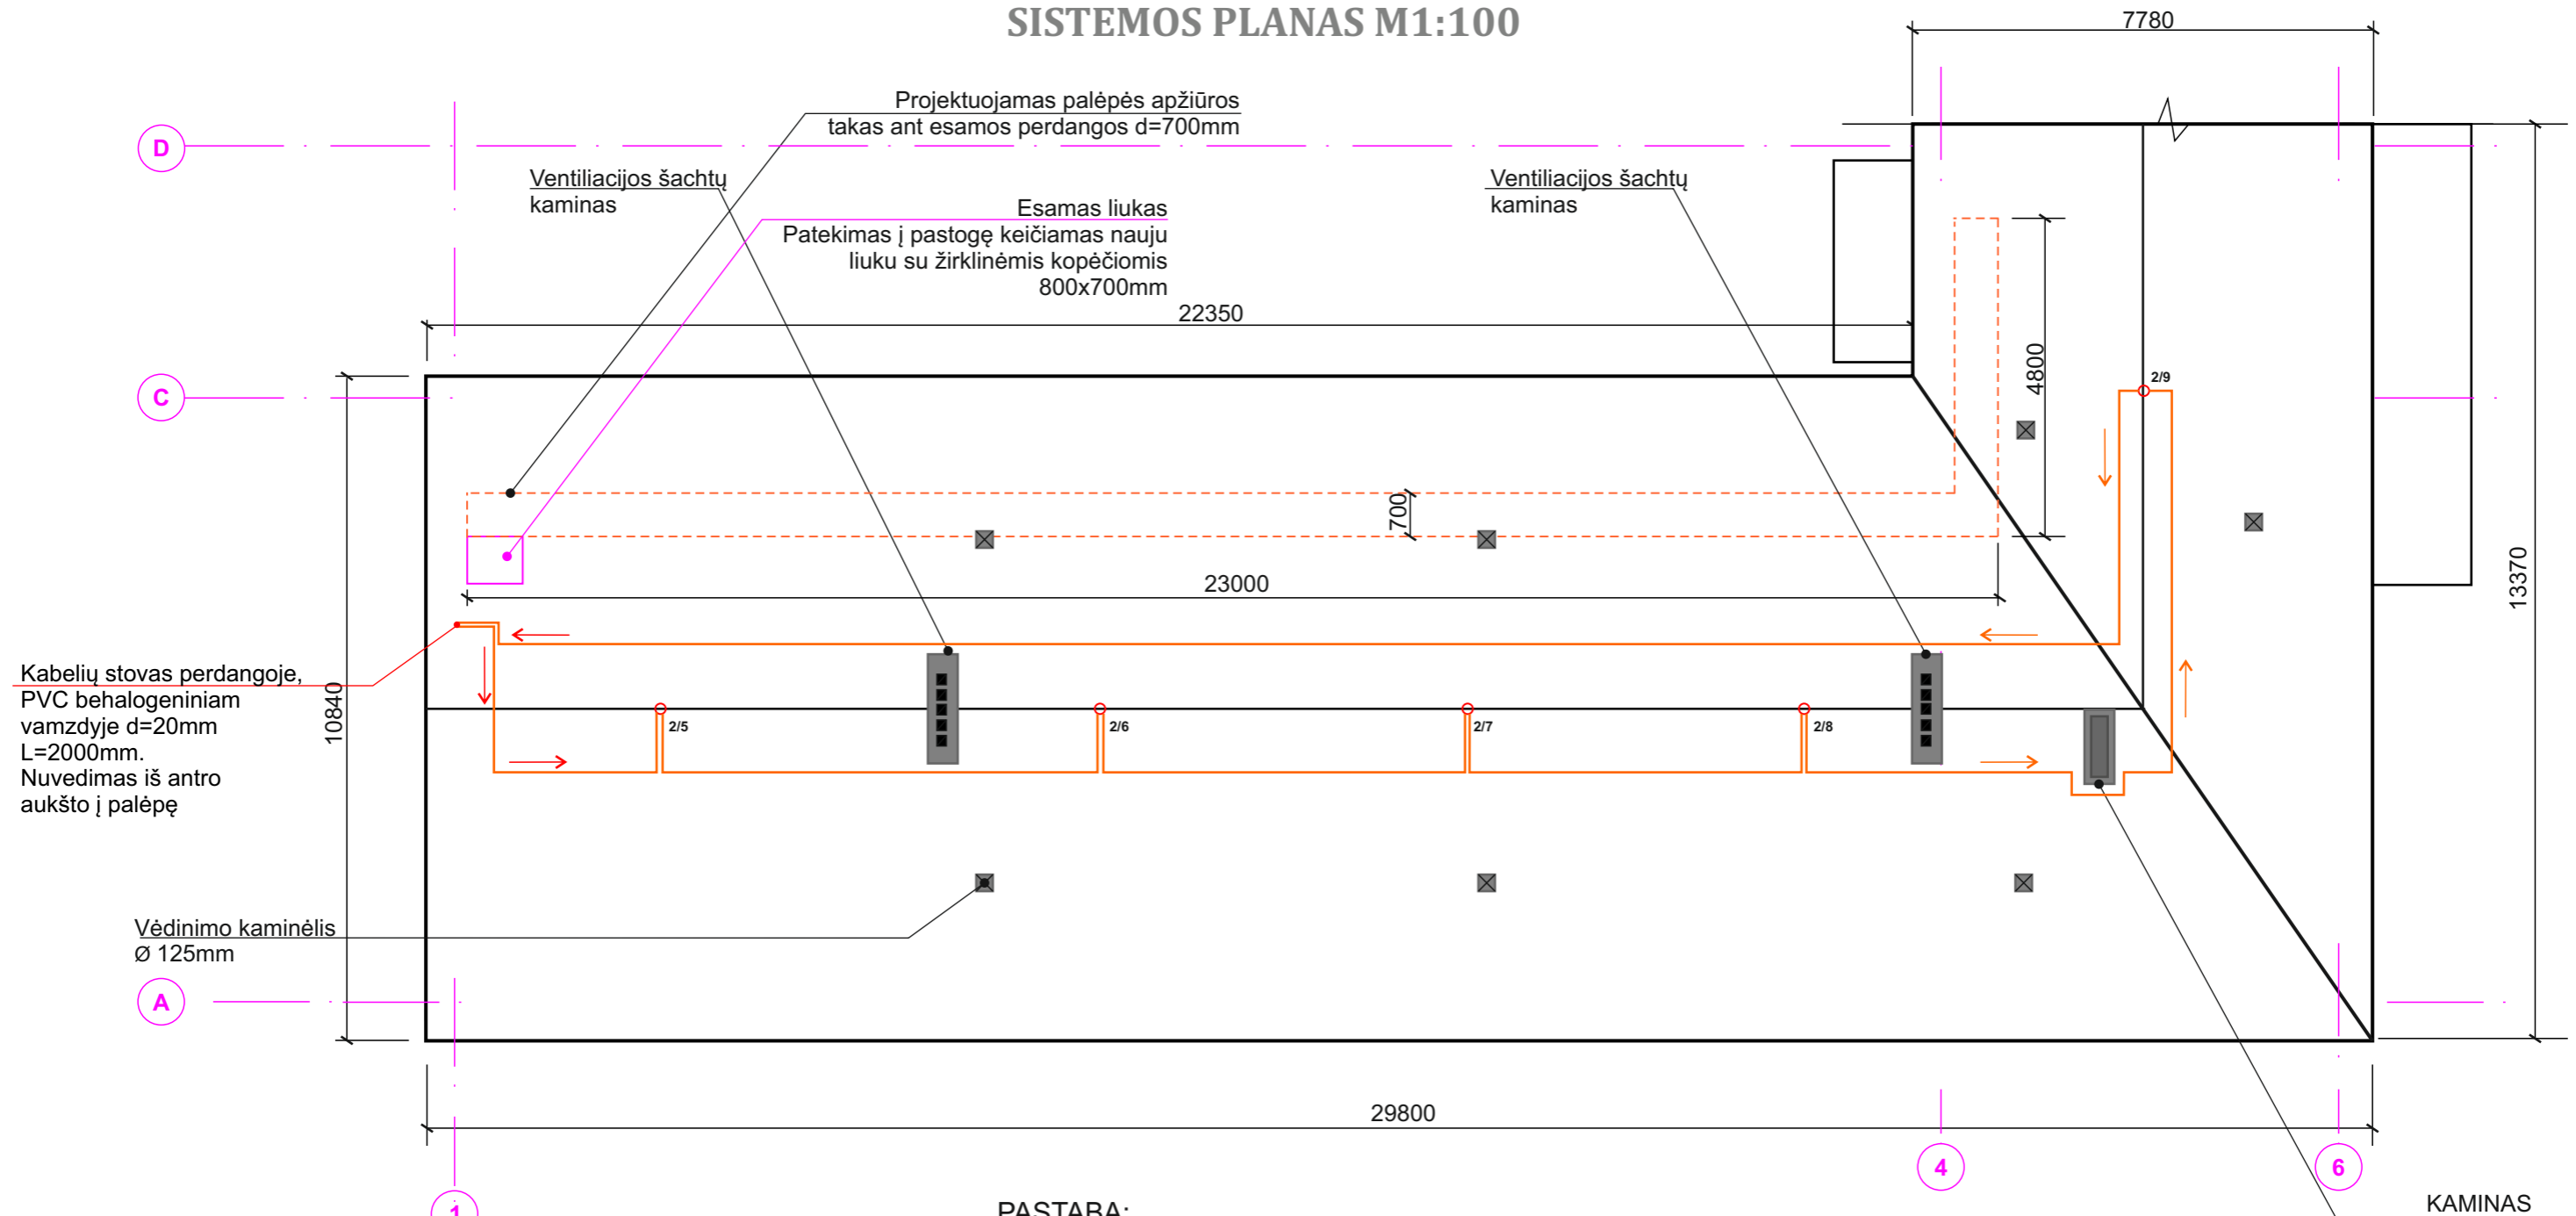 SISTEMOS PLANAS M1:100
7780
Projektuojamas palėpės apžiūros
takas ant esamos perdangos d=700mm
D
Ventiliacijos šachtų
kaminas
Ventiliacijos šachtų
kaminas
Esamas liukas
Patekimas į pastogę keičiamas nauju
liuku su žirklinėmis kopėčiomis
800x700mm
22350
4800
C
2/9
700
23000
13370
Kabelių stovas perdangoje,
PVC behalogeniniam
vamzdyje d=20mm
L=2000mm.
Nuvedimas iš antro
aukšto į palėpę
10840
2/5
2/6
2/7
2/8
Vėdinimo kaminėlis
Ø 125mm
A
29800
4
6
1
PASTABA:
KAMINAS